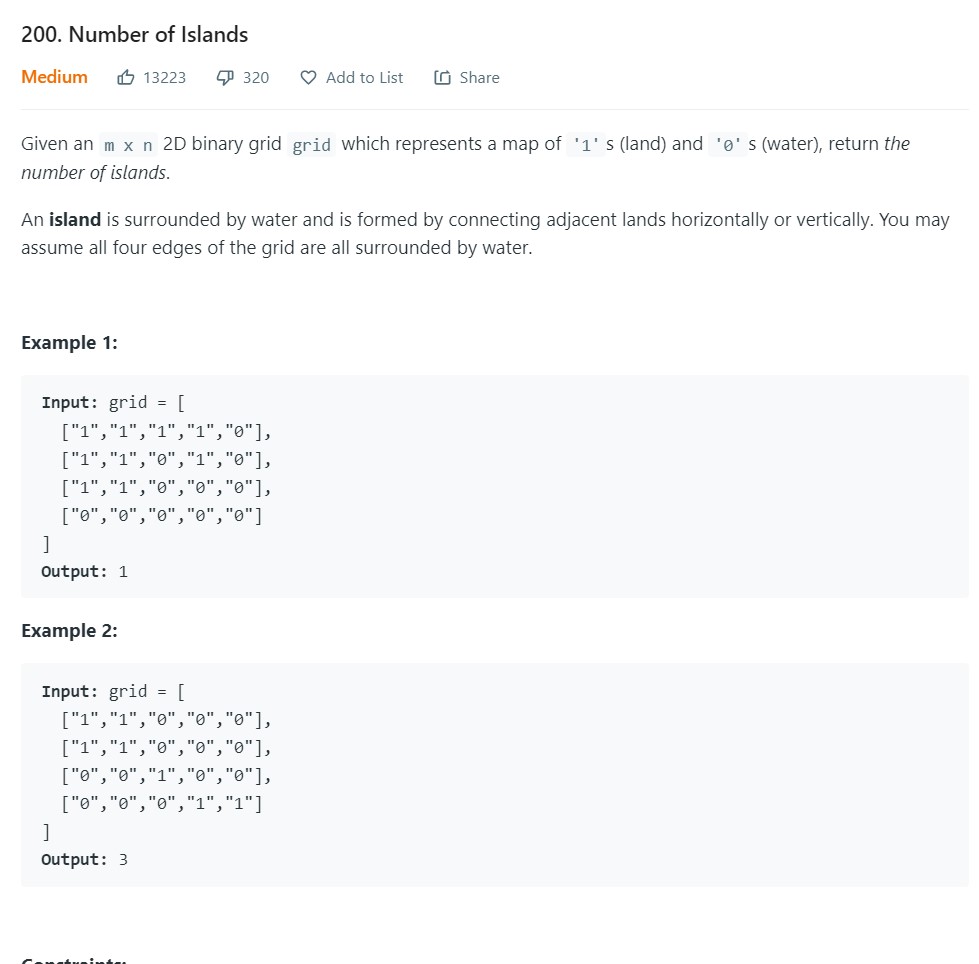 200. Number of Islands
Medium 13223 320 Add to List Share
Given an m x n 2D binary grid grid which represents a map of '1' s (land) and '0' s (water), return the
number of islands.
An island is surrounded by water and is formed by connecting adjacent lands horizontally or vertically. You may
assume all four edges of the grid are all surrounded by water.
Example 1:
Input: grid = [
["1","1","1","1","0"],
["1","1","0","1","0"],
["1","1","0","0","0"],
["0","0","0","0","0"]
]
Output: 1
Example 2:
Input: grid = [
["1","1","0","0","0"],
["1","1","0","0","0"],
["0","0","1","0","0"],
["0","0","0","1","1"]
]
Output: 3
Constraints: